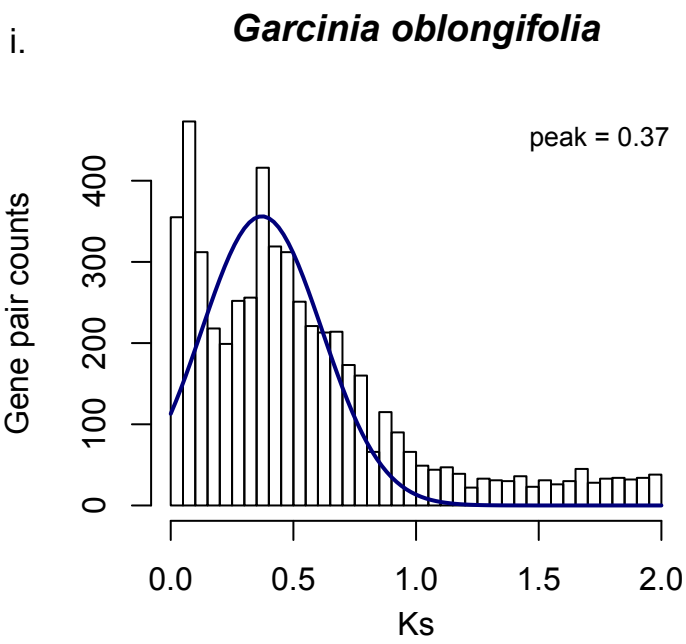 i.
Garcinia oblongifolia
peak = 0.37
Gene pair counts
400
300
200
100
0
0.0 0.5 1.0 1.5 2.0
Ks